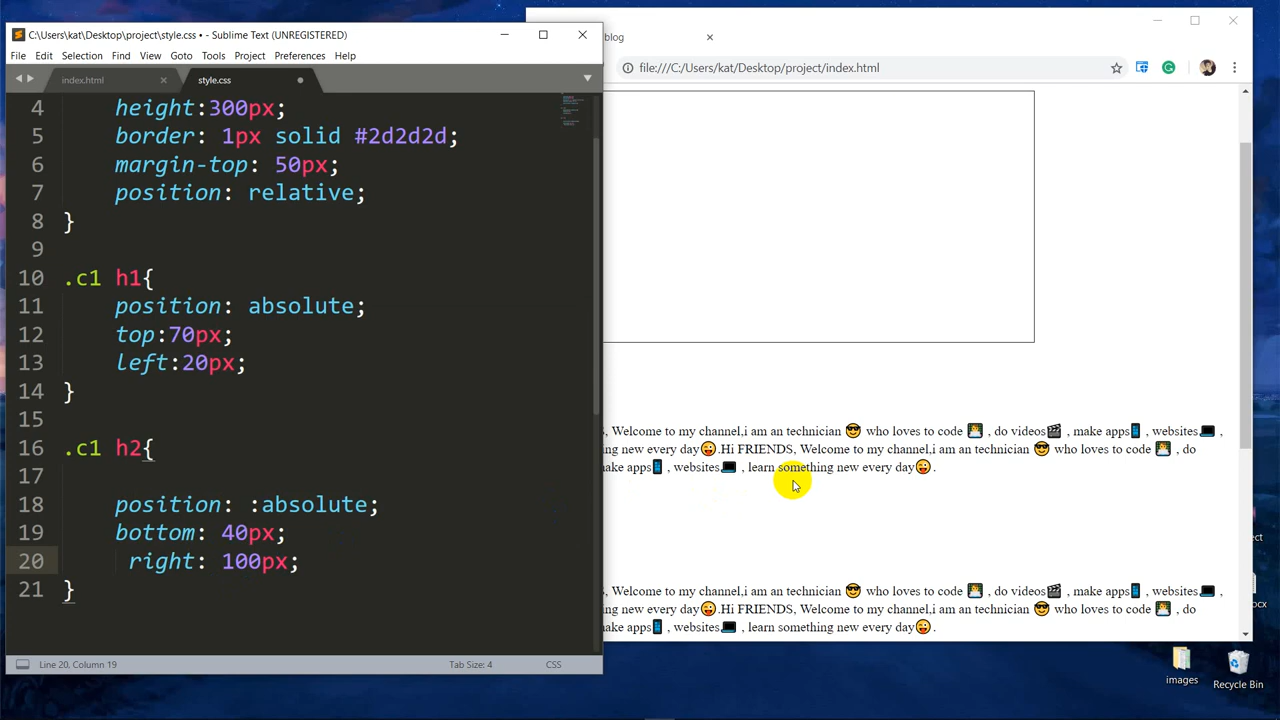 C:\Users\kat\Desktop\project\style.css • - Sublime Text (UNREGISTERED)
File Edit Selection Find View Goto Tools Project Preferences Help
index.html
style.css
4 height:300px;
5 border: 1px solid #2d2d2d;
6 margin-top: 50px;
7 position: relative;
8 }
9
10 .c1 h1{
11 position: absolute;
12 top:70px;
13 left:20px;
14 }
15
16 .c1 h2{
17
18 position: :absolute;
19 bottom: 40px;
20 right: 100px;
21 }
Line 20, Column 19
Tab Size: 4
CSS
blog
file:///C:/Users/kat/Desktop/project/index.html
S, Welcome to my channel,i am an technician 😎 who loves to code 👨‍💻 , do videos🎬 , make apps📱 , websites💻 ,
ing new every day😜.Hi FRIENDS, Welcome to my channel,i am an technician 😎 who loves to code 👨‍💻 , do
ake apps📱 , websites💻 , learn something new every day😜 .
, Welcome to my channel,i am an technician 😎 who loves to code 👨‍💻 , do videos🎬 , make apps📱 , websites💻 ,
ing new every day😜.Hi FRIENDS, Welcome to my channel,i am an technician 😎 who loves to code 👨‍💻 , do
ake apps📱 , websites💻 , learn something new every day😜 .
ect
ocx
images
Recycle Bin